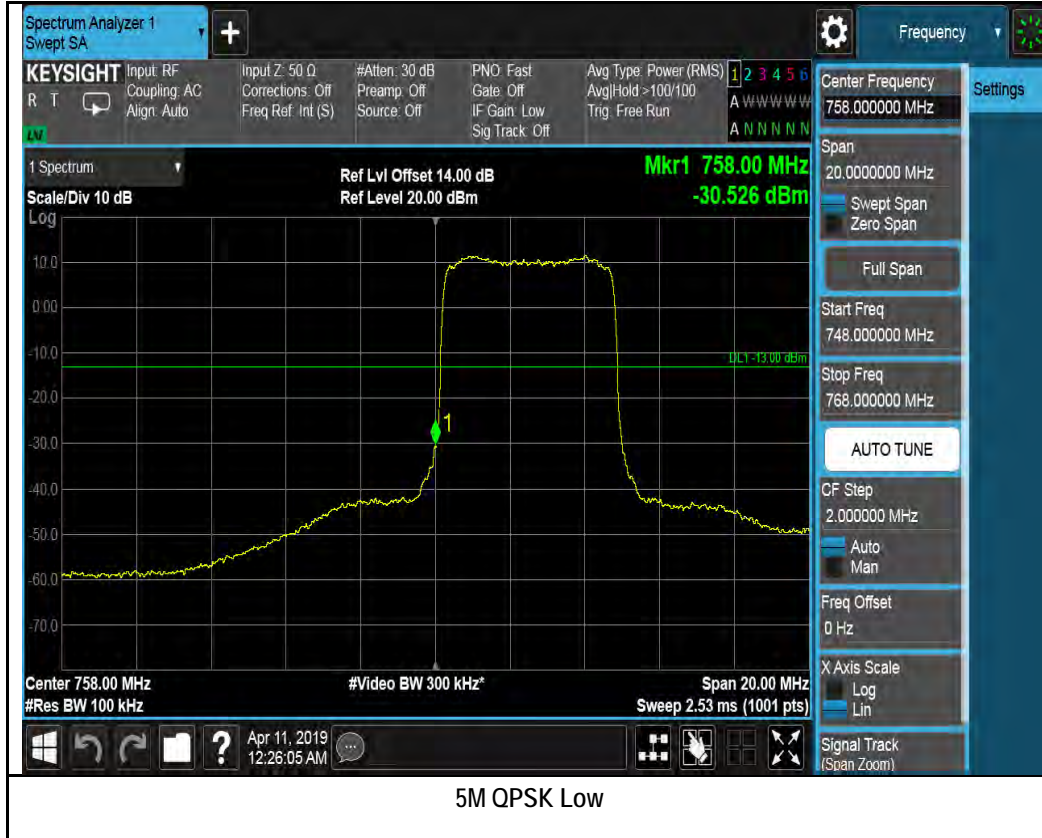 Spectrum Analyzer 1
Swept SA
+
Frequency
KEYSIGHT
R T
LXI
Input: RF
Coupling: AC
Align: Auto
Input Z: 50 Ω
Corrections: Off
Freq Ref: Int (S)
#Atten: 30 dB
Preamp: Off
Source: Off
PNO: Fast
Gate: Off
IF Gain: Low
Sig Track: Off
Avg Type: Power (RMS)
Avg|Hold >100/100
Trig: Free Run
1 2 3 4 5 6
A W W W W W
A N N N N N
1 Spectrum
Scale/Div 10 dB
Ref Lvl Offset 14.00 dB
Ref Level 20.00 dBm
Mkr1 758.00 MHz
-30.526 dBm
Log
10.0
0.00
-10.0
-20.0
-30.0
-40.0
-50.0
-60.0
-70.0
DL1 -13.00 dBm
1
Center 758.00 MHz
#Res BW 100 kHz
#Video BW 300 kHz*
Span 20.00 MHz
Sweep 2.53 ms (1001 pts)
?
Apr 11, 2019
12:26:05 AM
Center Frequency
758.000000 MHz
Span
20.0000000 MHz
Swept Span
Zero Span
Full Span
Start Freq
748.000000 MHz
Stop Freq
768.000000 MHz
AUTO TUNE
CF Step
2.000000 MHz
Auto
Man
Freq Offset
0 Hz
X Axis Scale
Log
Lin
Signal Track
(Span Zoom)
Settings
5M QPSK Low